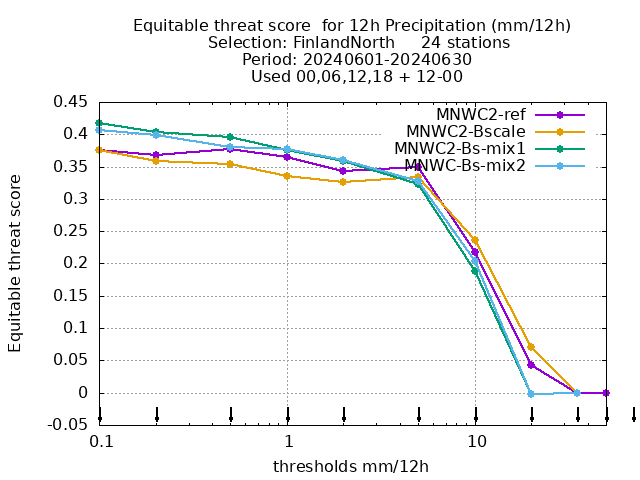 Equitable threat score  for 12h Precipitation (mm/12h)
Selection: FinlandNorth     24 stations
Period: 20240601-20240630
Used 00,06,12,18 + 12-00
MNWC2-ref
MNWC2-Bscale
MNWC2-Bs-mix1
MNWC-Bs-mix2
Equitable threat score
0.45
0.4
0.35
0.3
0.25
0.2
0.15
0.1
0.05
0
-0.05
0.1
1
10
thresholds mm/12h